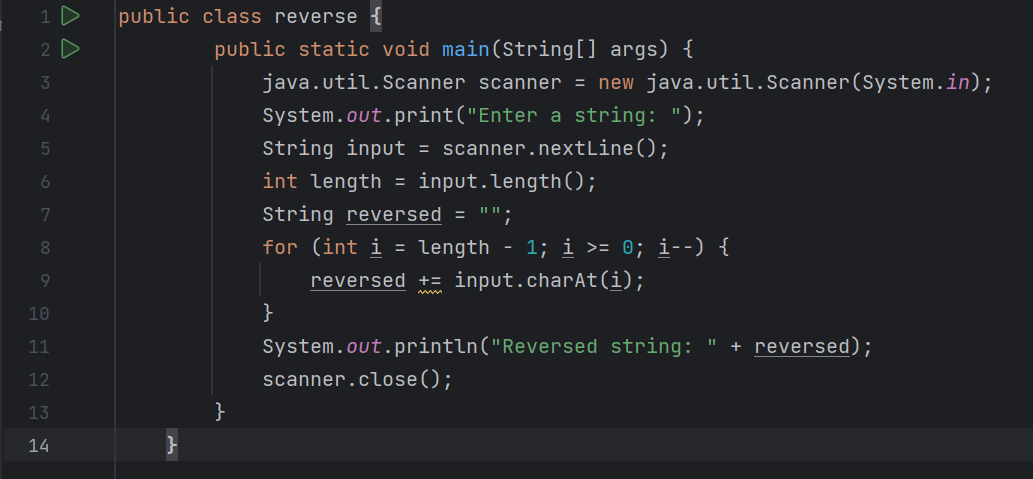 1 public class reverse {
2 public static void main(String[] args) {
3 java.util.Scanner scanner = new java.util.Scanner(System.in);
4 System.out.print("Enter a string: ");
5 String input = scanner.nextLine();
6 int length = input.length();
7 String reversed = "";
8 for (int i = length - 1; i >= 0; i--) {
9 reversed += input.charAt(i);
10 }
11 System.out.println("Reversed string: " + reversed);
12 scanner.close();
13 }
14 }